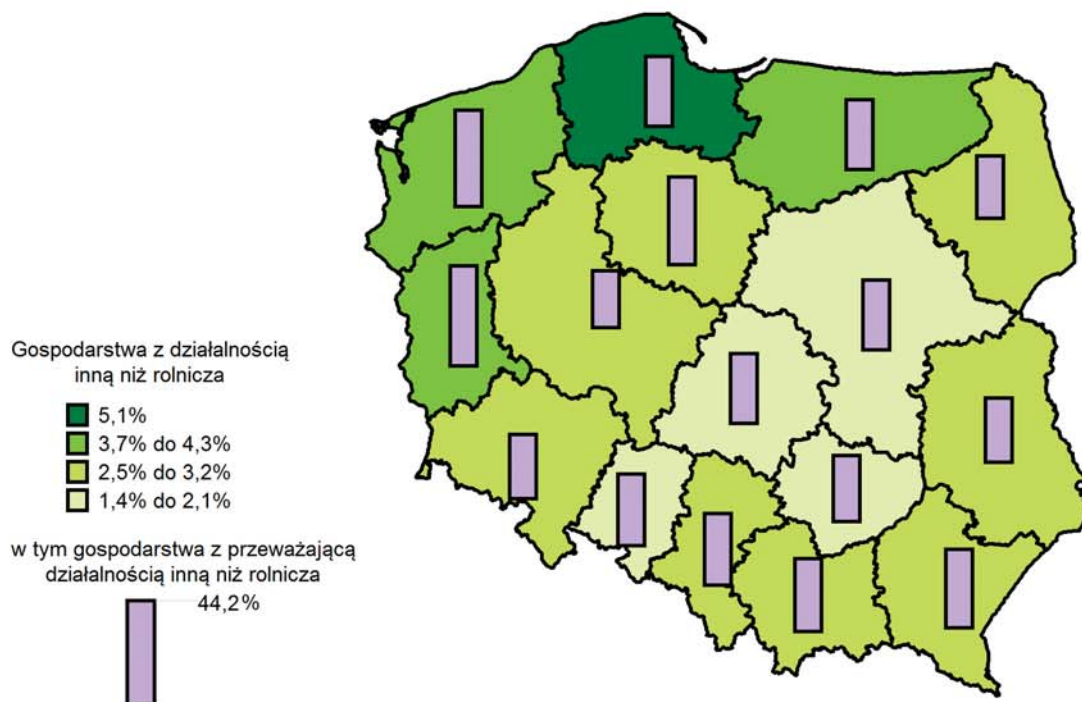 Gospodarstwa z działalnością
inną niż rolnicza
5,1%
3,7% do 4,3%
2,5% do 3,2%
1,4% do 2,1%
w tym gospodarstwa z przeważającą
działalnością inną niż rolnicza
44,2%